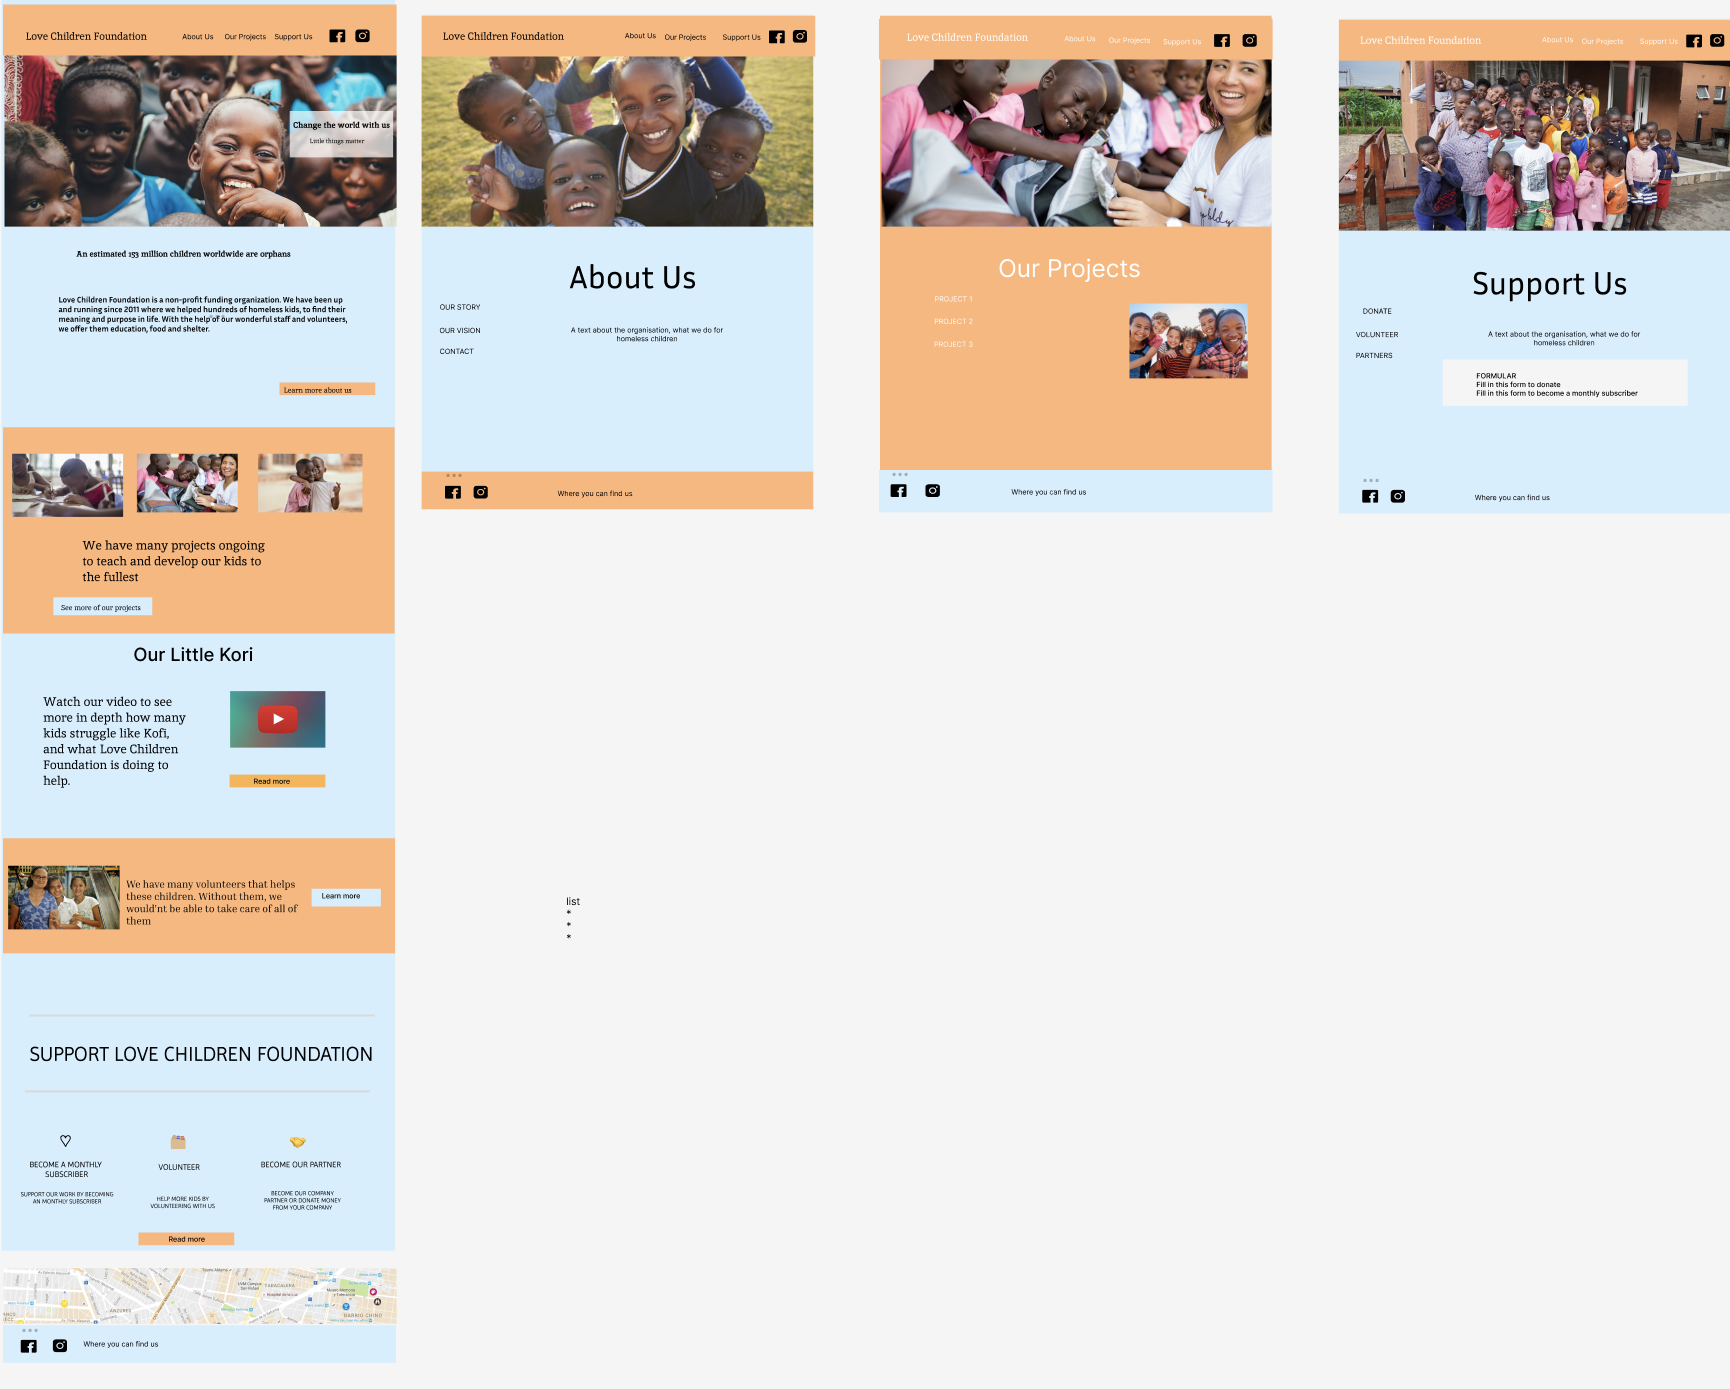 Love Children Foundation
About Us
Our Projects
Support Us
Change the world with us
Little things matter
An estimated 153 million children worldwide are orphans
Love Children Foundation is a non-profit funding organization. We have been up
and running since 2011 where we helped hundreds of homeless kids, to find their
meaning and purpose in life. With the help of our wonderful staff and volunteers,
we offer them education, food and shelter.
Learn more about us
We have many projects ongoing
to teach and develop our kids to
the fullest
See more of our projects
Our Little Kori
Watch our video to see
more in depth how many
kids struggle like Kofi,
and what Love Children
Foundation is doing to
help.
Read more
We have many volunteers that helps
these children. Without them, we
would'nt be able to take care of all of
them
Learn more
SUPPORT LOVE CHILDREN FOUNDATION
BECOME A MONTHLY
SUBSCRIBER
SUPPORT OUR WORK BY BECOMING
AN MONTHLY SUBSCRIBER
VOLUNTEER
HELP MORE KIDS BY
VOLUNTEERING WITH US
BECOME OUR PARTNER
BECOME OUR COMPANY
PARTNER OR DONATE MONEY
FROM YOUR COMPANY
Read more
ANZURES
TABACALERA
BARRIO CHINO
Where you can find us
Love Children Foundation
About Us
Our Projects
Support Us
About Us
OUR STORY
OUR VISION
CONTACT
A text about the organisation, what we do for
homeless children
Where you can find us
list
*
*
*
Love Children Foundation
About Us
Our Projects
Support Us
Our Projects
PROJECT 1
PROJECT 2
PROJECT 3
Where you can find us
Love Children Foundation
About Us
Our Projects
Support Us
Support Us
DONATE
VOLUNTEER
PARTNERS
A text about the organisation, what we do for
homeless children
FORMULAR
Fill in this form to donate
Fill in this form to become a monthly subscriber
Where you can find us